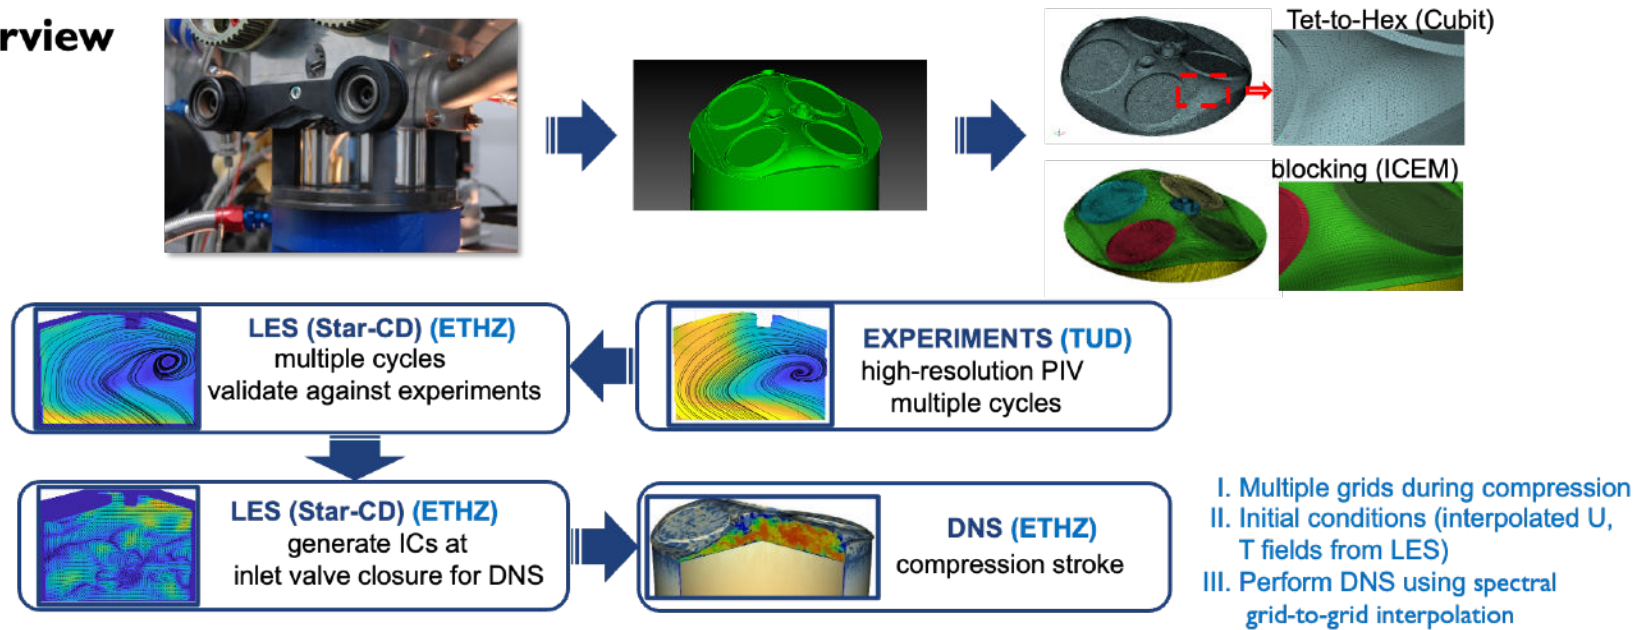 rview
Tet-to-Hex (Cubit)
blocking (ICEM)
LES (Star-CD) (ETHZ)
multiple cycles
validate against experiments
EXPERIMENTS (TUD)
high-resolution PIV
multiple cycles
LES (Star-CD) (ETHZ)
generate ICs at
inlet valve closure for DNS
DNS (ETHZ)
compression stroke
I. Multiple grids during compression
II. Initial conditions (interpolated U,
T fields from LES)
III. Perform DNS using spectral
grid-to-grid interpolation